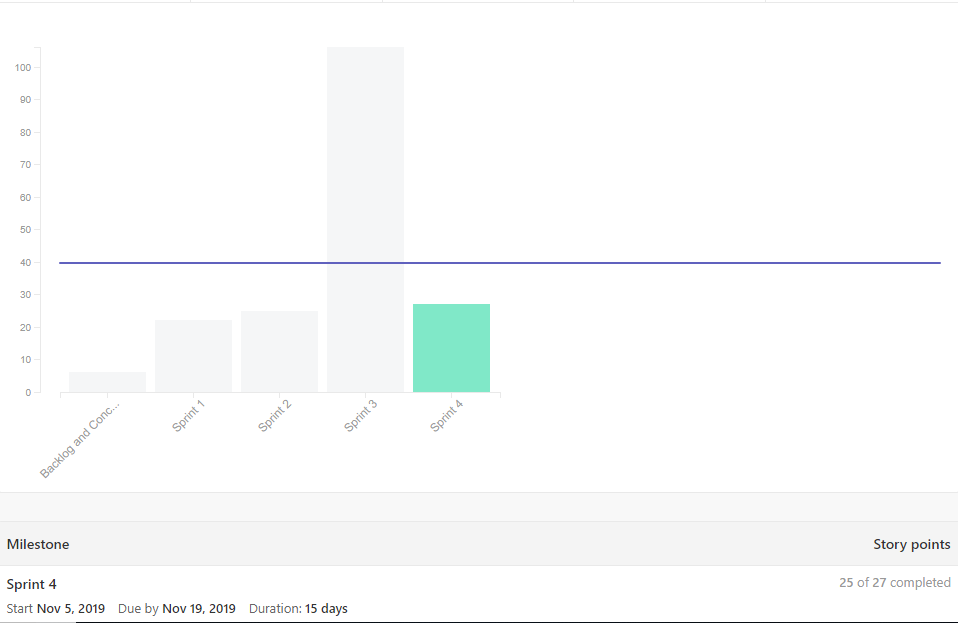 100
90
80
70
60
50
40
30
20
10
0
Backlog and Conc...
Sprint 1
Sprint 2
Sprint 3
Sprint 4
Milestone Story points
Sprint 4 25 of 27 completed
Start Nov 5, 2019 Due by Nov 19, 2019 Duration: 15 days